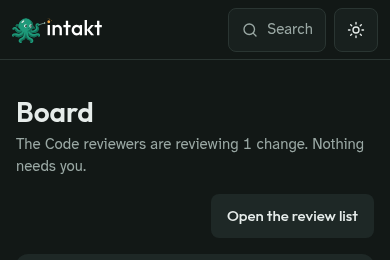 intakt
Search
Board
The Code reviewers are reviewing 1 change. Nothing
needs you.
Open the review list